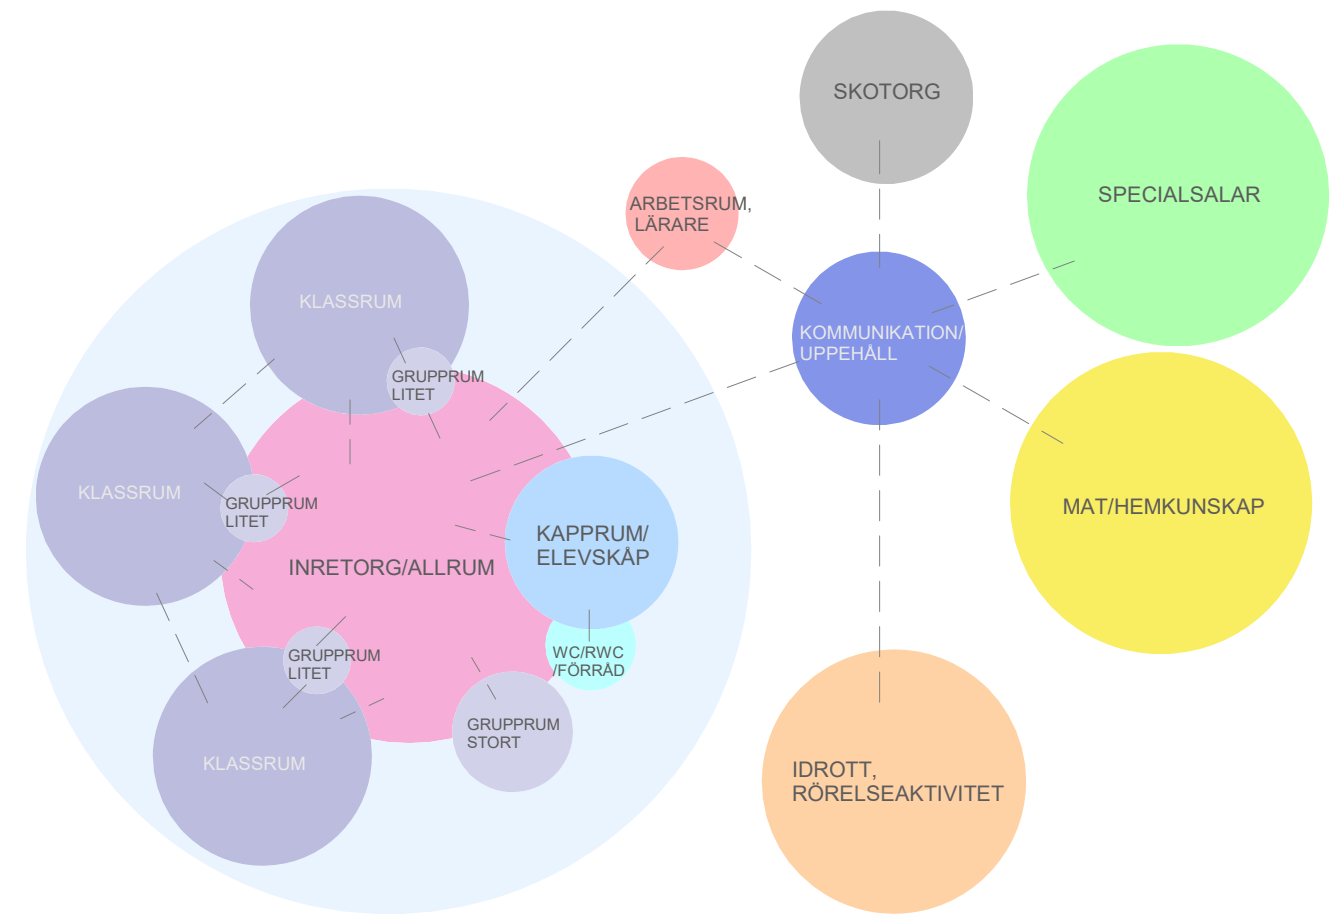 SKOTORG
SPECIALSALAR
ARBETSRUM,
LÄRARE
KLASSRUM
KOMMUNIKATION/
UPPEHÅLL
GRUPPRUM
LITET
KLASSRUM
GRUPPRUM
LITET
MAT/HEMKUNSKAP
KAPPRUM/
ELEVSKÅP
INRETORG/ALLRUM
GRUPPRUM
LITET
WC/RWC
/FÖRRÅD
GRUPPRUM
STORT
KLASSRUM
IDROTT,
RÖRELSEAKTIVITET